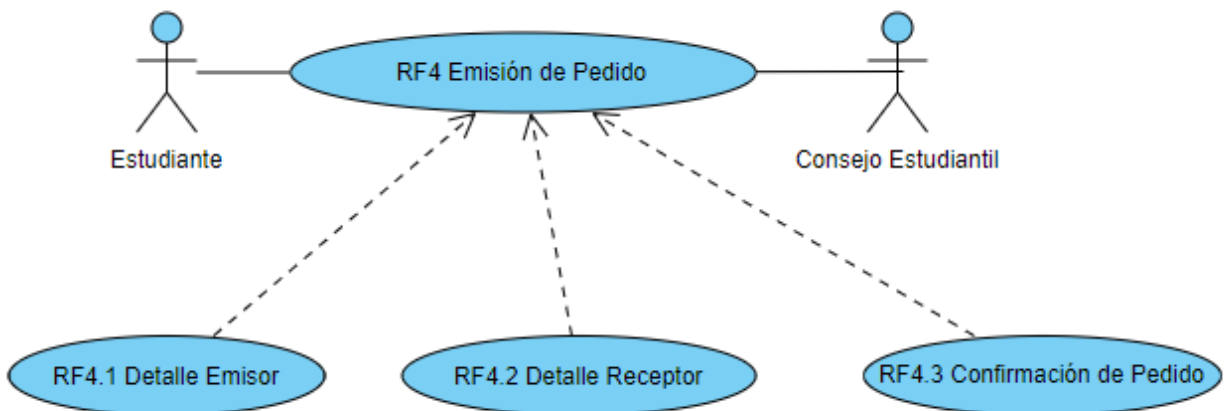 RF4 Emisión de Pedido
Estudiante
Consejo Estudiantil
RF4.1 Detalle Emisor
RF4.2 Detalle Receptor
RF4.3 Confirmación de Pedido